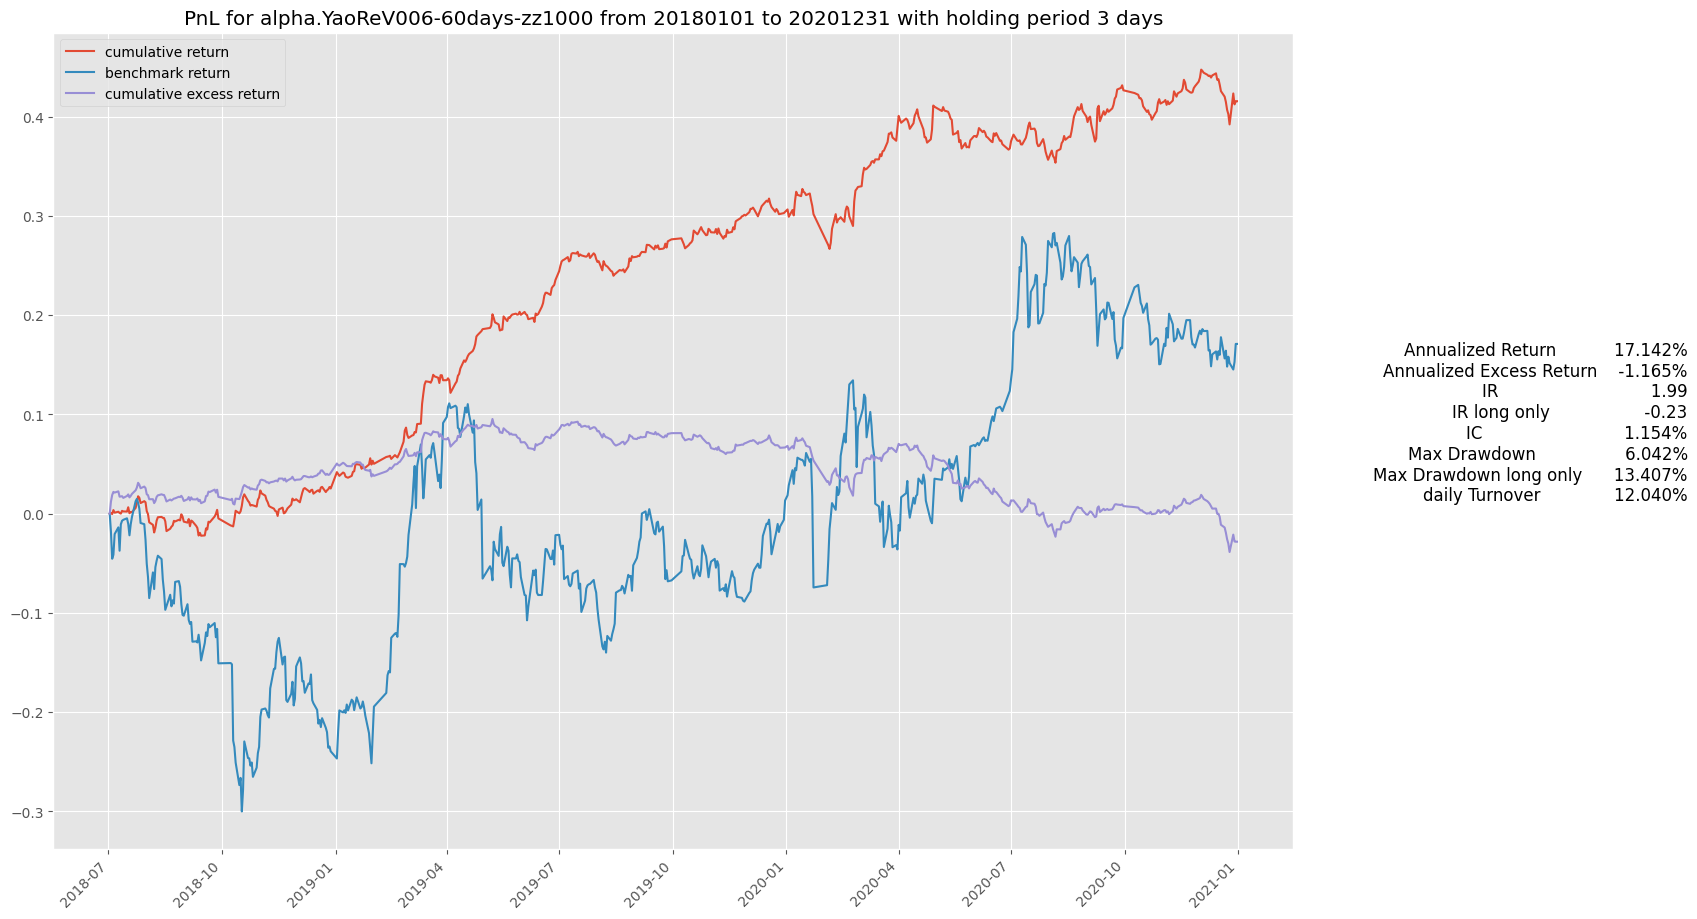 PnL for alpha.YaoReV006-60days-zz1000 from 20180101 to 20201231 with holding period 3 days
cumulative return
benchmark return
cumulative excess return
0.4
0.3
0.2
0.1
0.0
−0.1
−0.2
−0.3
2018-07
2018-10
2019-01
2019-04
2019-07
2019-10
2020-01
2020-04
2020-07
2020-10
2021-01
Annualized Return 17.142%
Annualized Excess Return -1.165%
IR 1.99
IR long only -0.23
IC 1.154%
Max Drawdown 6.042%
Max Drawdown long only 13.407%
daily Turnover 12.040%